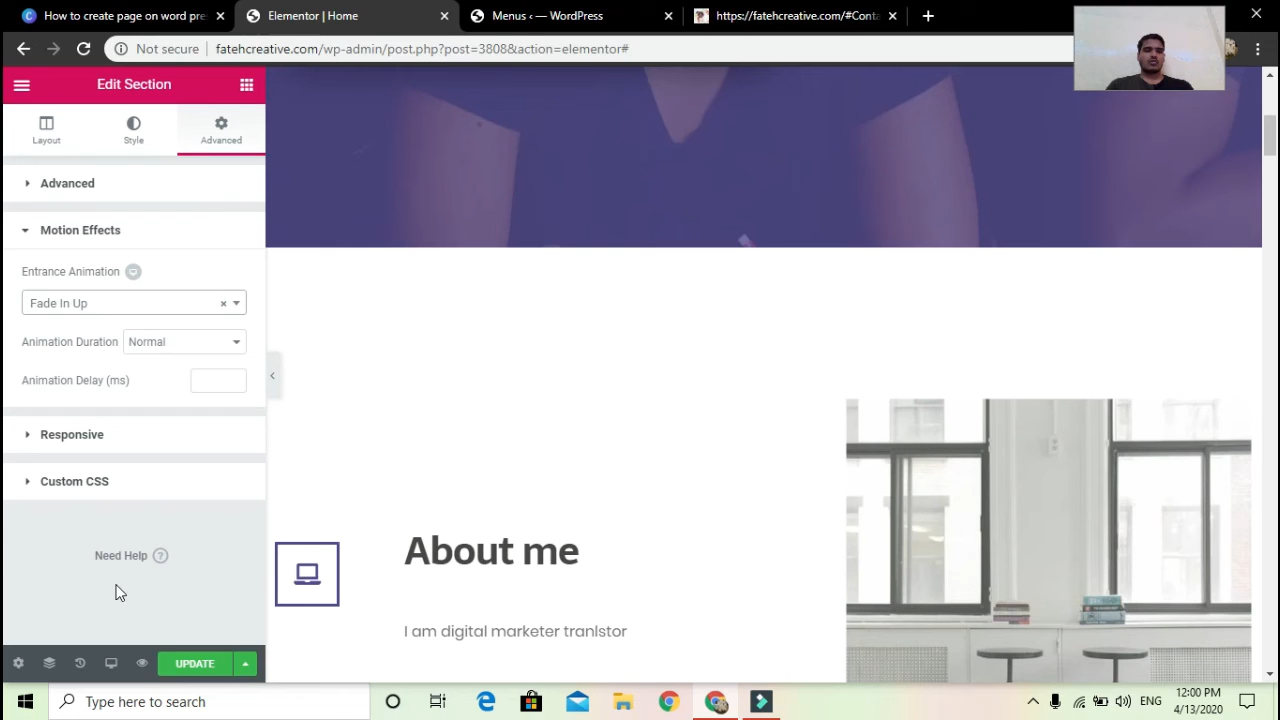 How to create page on wordpre
Elementor | Home
Menus ‹ — WordPress
https://fatehcreative.com/#Conta
Not secure
fatehcreative.com/wp-admin/post.php?post=3808&action=elementor#
Edit Section
Layout
Style
Advanced
Advanced
Motion Effects
Entrance Animation
Fade In Up
Animation Duration
Normal
Animation Delay (ms)
Responsive
Custom CSS
Need Help ?
UPDATE
About me
I am digital marketer tranlstor
Type here to search
ENG
12:00 PM
4/13/2020